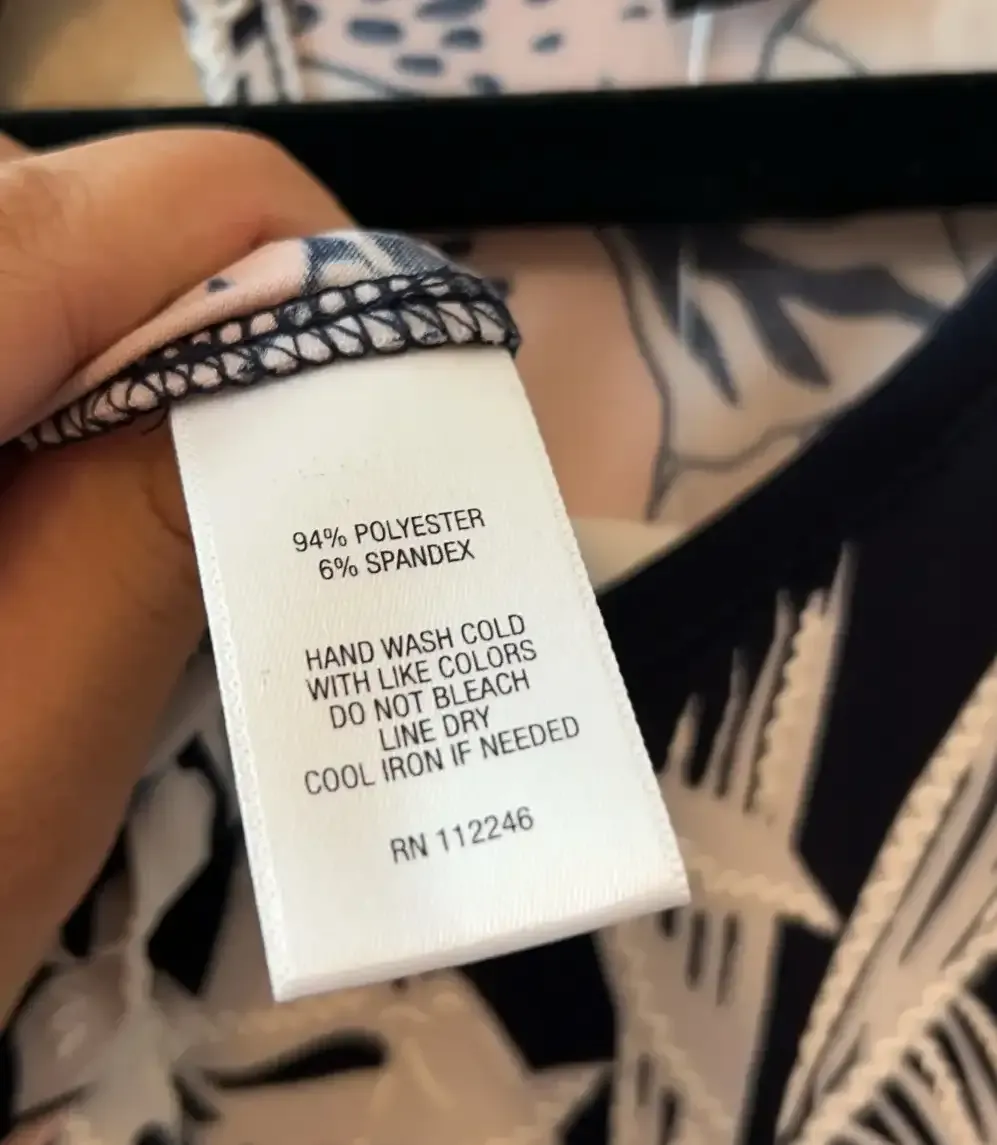 94% POLYESTER
6% SPANDEX
HAND WASH COLD
WITH LIKE COLORS
DO NOT BLEACH
LINE DRY
COOL IRON IF NEEDED
RN 112246